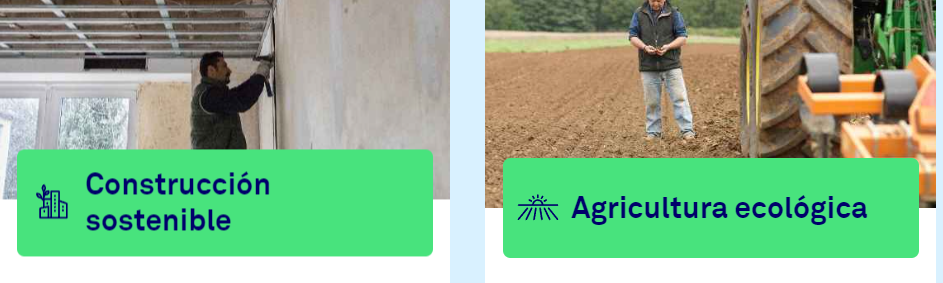 Construcción
sostenible
Agricultura ecológica